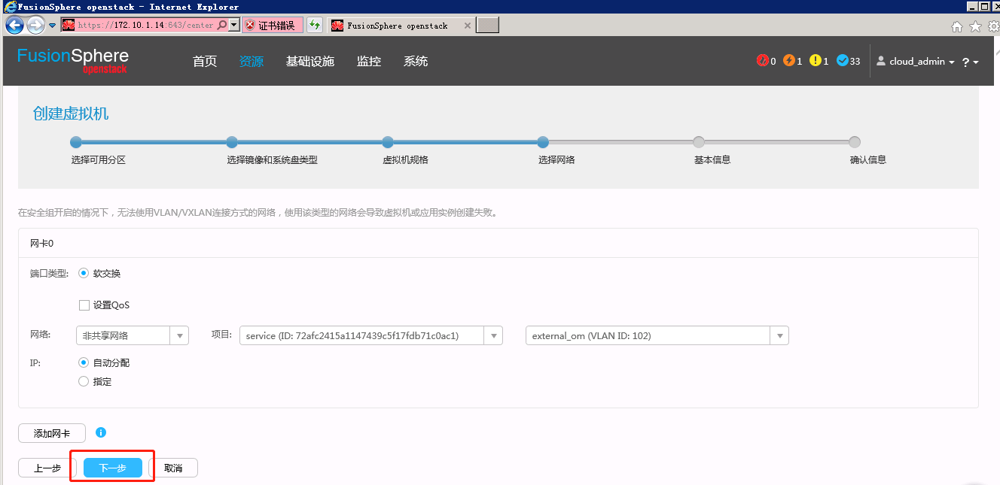 FusionSphere openstack - Internet Explorer
https://172.10.1.14:643/center
证书错误
FusionSphere openstack
FusionSphere
openstack
首页 资源 基础设施 监控 系统
0 1 1 33 cloud_admin ?
创建虚拟机
选择可用分区 选择镜像和系统盘类型 虚拟机规格 选择网络 基本信息 确认信息
在安全组开启的情况下，无法使用VLAN/VXLAN连接方式的网络，使用该类型的网络会导致虚拟机或应用实例创建失败。
网卡0
端口类型: 软交换
设置QoS
网络: 非共享网络 项目: service (ID: 72afc2415a1147439c5f17fdb71c0ac1) external_om (VLAN ID: 102)
IP: 自动分配
指定
添加网卡
上一步 下一步 取消